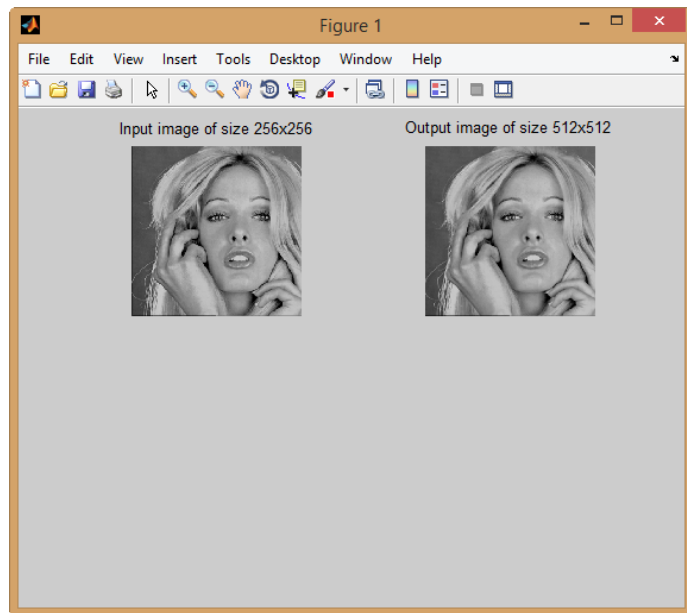 Figure 1
File Edit View Insert Tools Desktop Window Help
Input image of size 256x256
Output image of size 512x512